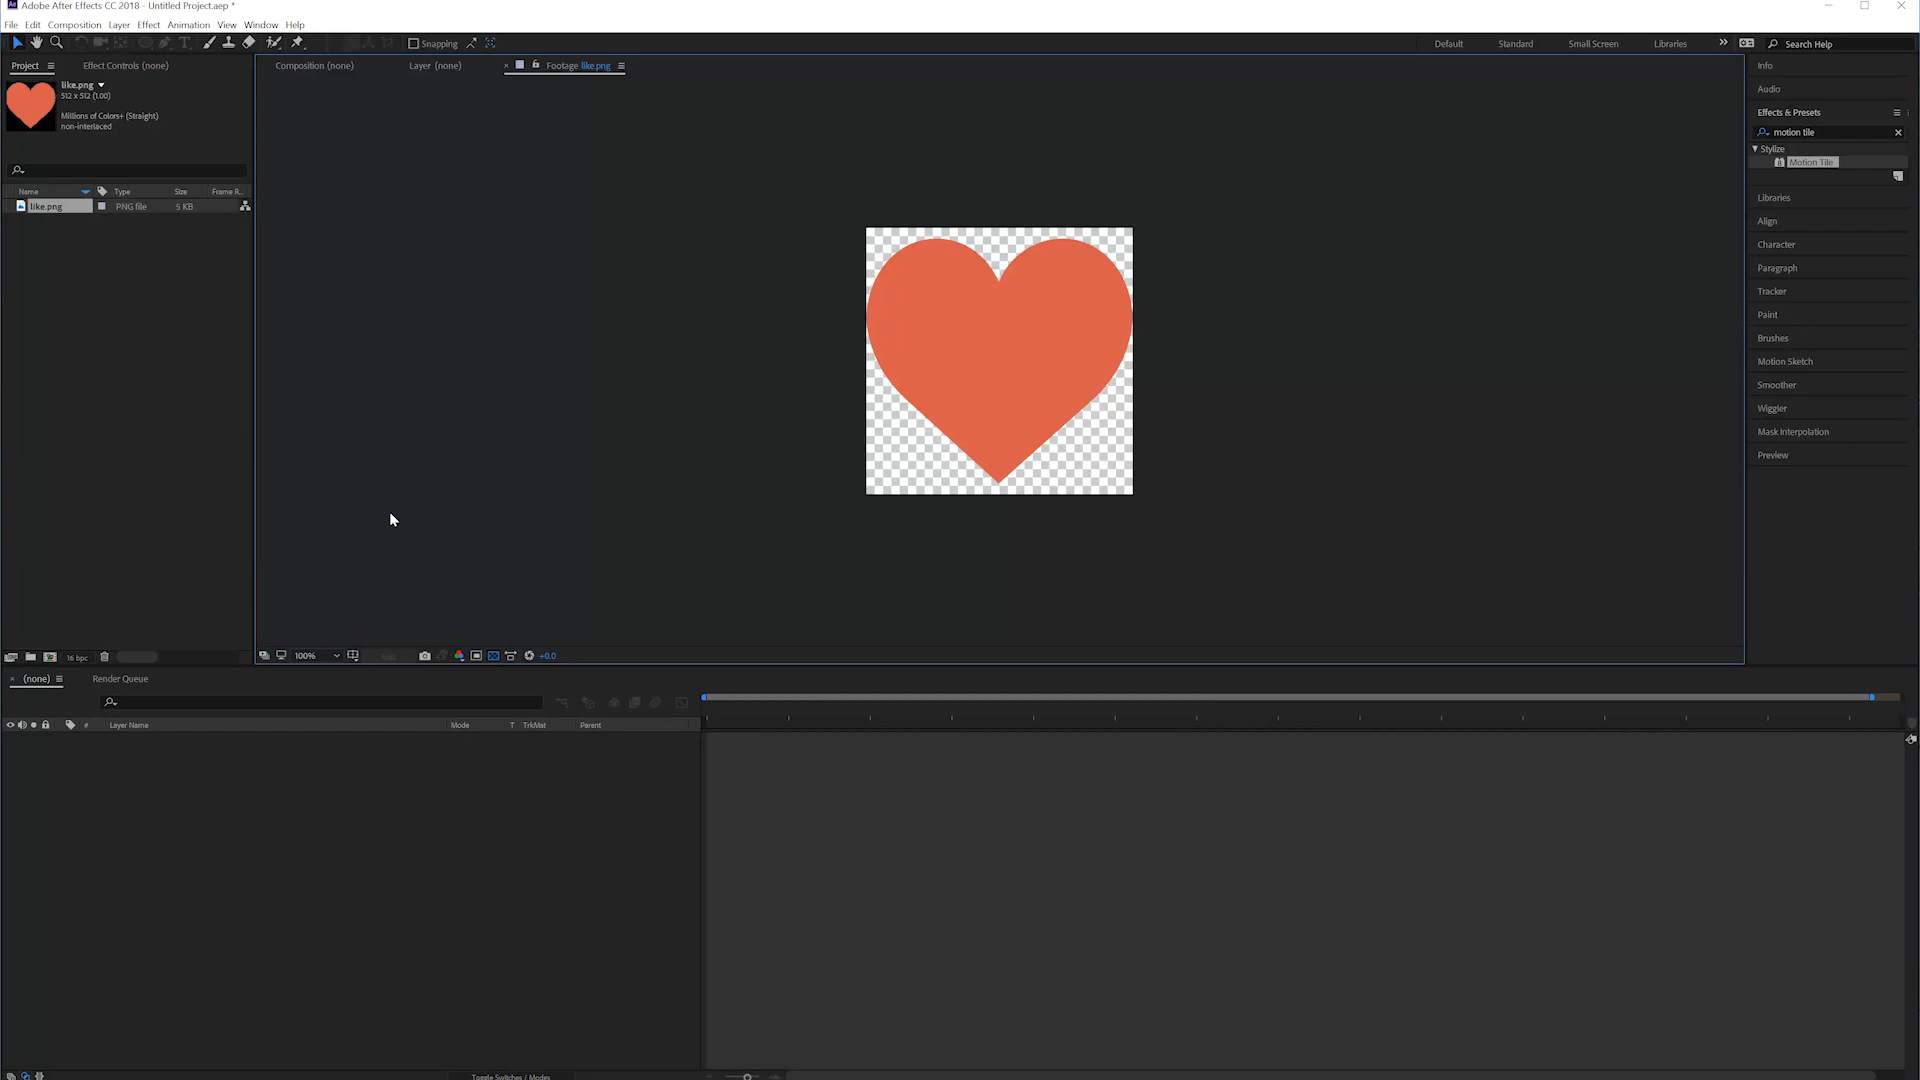 Adobe After Effects CC 2018 - Untitled Project.aep *
File Edit Composition Layer Effect Animation View Window Help
Snapping
Default Standard Small Screen Libraries
Search Help
Project
Effect Controls (none)
Composition (none)
Layer (none)
Footage like.png
like.png
512 x 512 (1.00)
Millions of Colors+ (Straight)
non-interlaced
Name Type Size Frame R...
like.png PNG file 5 KB
Info
Audio
Effects & Presets
motion tile
Stylize
Motion Tile
Libraries
Align
Character
Paragraph
Tracker
Paint
Brushes
Motion Sketch
Smoother
Wiggler
Mask Interpolation
Preview
16 bpc
100%
+0.0
(none)
Render Queue
# Layer Name Mode T TrkMat Parent
Toggle Switches / Modes